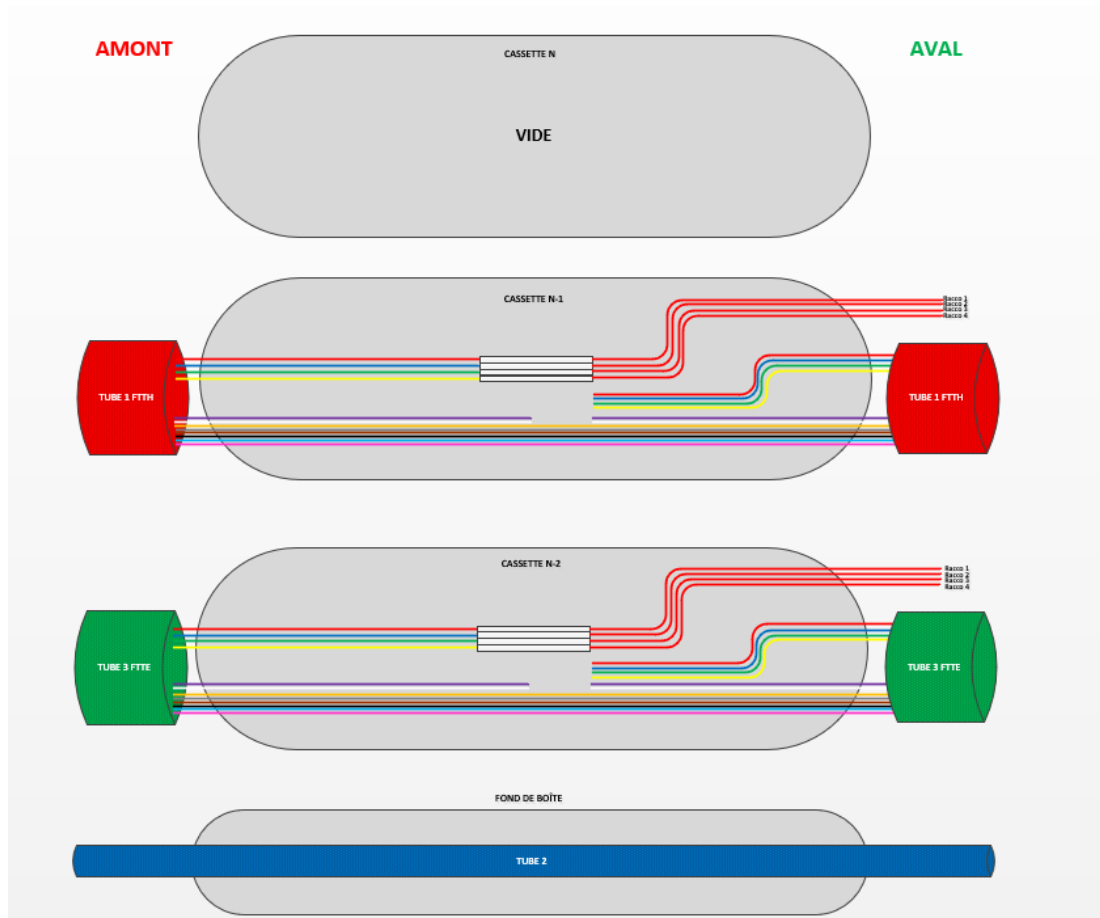 AMONT
CASSETTE N
AVAL
VIDE
CASSETTE N-1
Racco 1
Racco 2
Racco 3
Racco 4
TUBE 1 FTTH
TUBE 1 FTTH
CASSETTE N-2
Racco 1
Racco 2
Racco 3
Racco 4
TUBE 3 FTTE
TUBE 3 FTTE
FOND DE BOÎTE
TUBE 2